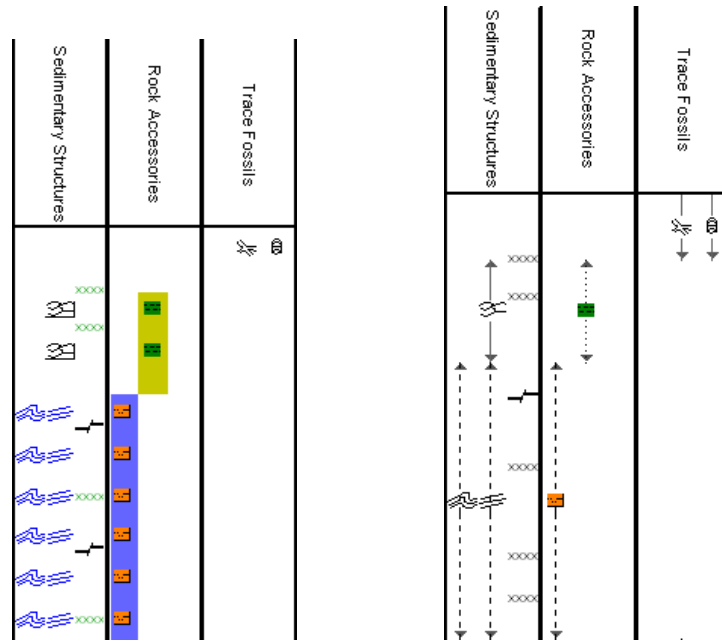 Sedimentary Structures
Rock Accessories
Trace Fossils
Sedimentary Structures
Rock Accessories
Trace Fossils